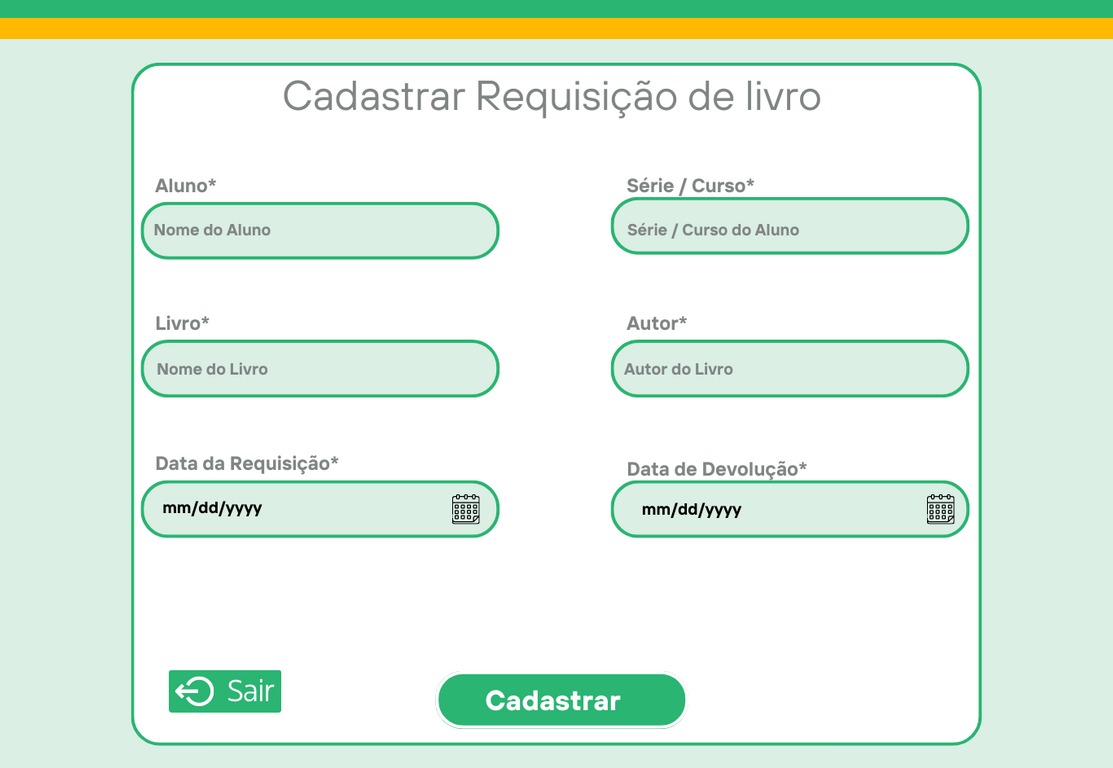 Cadastrar Requisição de livro
Aluno*
Série / Curso*
Nome do Aluno
Série / Curso do Aluno
Livro*
Autor*
Nome do Livro
Autor do Livro
Data da Requisição*
Data de Devolução*
mm/dd/yyyy
mm/dd/yyyy
Sair
Cadastrar